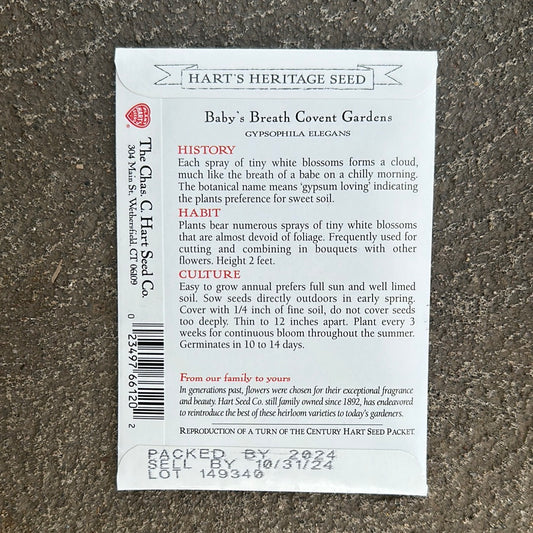 HART'S HERITAGE SEED
Baby's Breath Covent Gardens
GYPSOPHILA ELEGANS
HISTORY
Each spray of tiny white blossoms forms a cloud,
much like the breath of a babe on a chilly morning.
The botanical name means 'gypsum loving' indicating
the plants preference for sweet soil.
HABIT
Plants bear numerous sprays of tiny white blossoms
that are almost devoid of foliage. Frequently used for
cutting and combining in bouquets with other
flowers. Height 2 feet.
CULTURE
Easy to grow annual prefers full sun and well limed
soil. Sow seeds directly outdoors in early spring.
Cover with 1/4 inch of fine soil, do not cover seeds
too deeply. Thin to 12 inches apart. Plant every 3
weeks for continuous bloom throughout the summer.
Germinates in 10 to 14 days.
From our family to yours
In generations past, flowers were chosen for their exceptional fragrance
and beauty. Hart Seed Co. still family owned since 1892, has endeavored
to reintroduce the best of these heirloom varieties to today's gardeners.
REPRODUCTION OF A TURN OF THE CENTURY HART SEED PACKET
PACKED BY 2024
SELL BY 10/31/24
LOT 149340
The Chas. C. Hart Seed Co.
304 Main St. Wethersfield, CT 06109
0 23497 66120 2